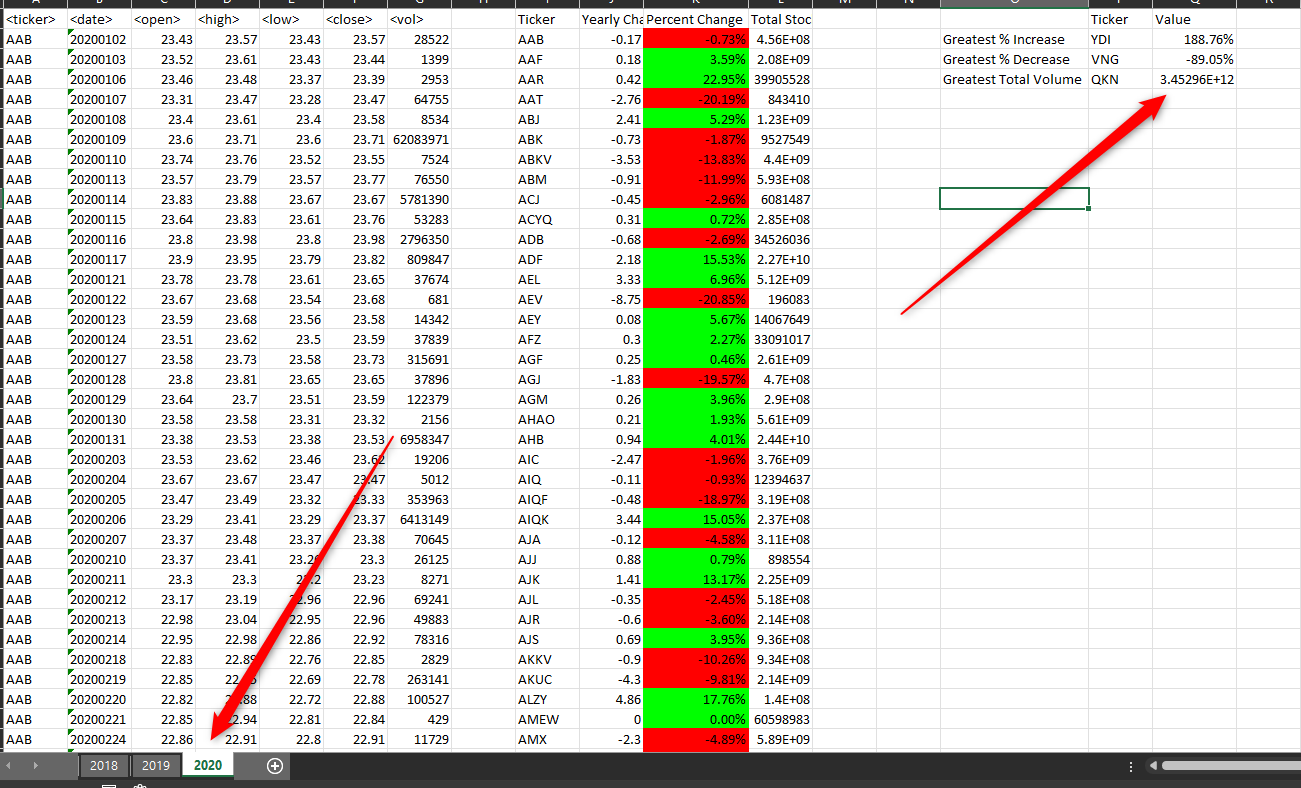 <ticker> <date> <open> <high> <low> <close> <vol> Ticker Yearly Cha Percent Change Total Stoc Ticker Value
AAB 20200102 23.43 23.57 23.43 23.57 28522 AAB -0.17 -0.73% 4.56E+08 Greatest % Increase YDI 188.76%
AAB 20200103 23.52 23.61 23.43 23.44 1399 AAF 0.18 3.59% 2.08E+09 Greatest % Decrease VNG -89.05%
AAB 20200106 23.46 23.48 23.37 23.39 2953 AAR 0.42 22.95% 39905528 Greatest Total Volume QKN 3.45296E+12
AAB 20200107 23.31 23.47 23.28 23.47 64755 AAT -2.76 -20.19% 843410
AAB 20200108 23.4 23.61 23.4 23.58 8534 ABJ 2.41 5.29% 1.23E+09
AAB 20200109 23.6 23.71 23.6 23.71 62083971 ABK -0.73 -1.87% 9527549
AAB 20200110 23.74 23.76 23.52 23.55 7524 ABKV -3.53 -13.83% 4.4E+09
AAB 20200113 23.57 23.79 23.57 23.77 76550 ABM -0.91 -11.99% 5.93E+08
AAB 20200114 23.83 23.88 23.67 23.67 5781390 ACJ -0.45 -2.96% 6081487
AAB 20200115 23.64 23.83 23.61 23.76 53283 ACYQ 0.31 0.72% 2.85E+08
AAB 20200116 23.8 23.98 23.8 23.98 2796350 ADB -0.68 -2.69% 34526036
AAB 20200117 23.9 23.95 23.79 23.82 809847 ADF 2.18 15.53% 2.27E+10
AAB 20200121 23.78 23.78 23.61 23.65 37674 AEL 3.33 6.96% 5.12E+09
AAB 20200122 23.67 23.68 23.54 23.68 681 AEV -8.75 -20.85% 196083
AAB 20200123 23.59 23.68 23.56 23.58 14342 AEY 0.08 5.67% 14067649
AAB 20200124 23.51 23.62 23.5 23.59 37839 AFZ 0.3 2.27% 33091017
AAB 20200127 23.58 23.73 23.58 23.73 315691 AGF 0.25 0.46% 2.61E+09
AAB 20200128 23.8 23.81 23.65 23.65 37896 AGJ -1.83 -19.57% 4.7E+08
AAB 20200129 23.64 23.7 23.51 23.59 122379 AGM 0.26 3.96% 2.9E+08
AAB 20200130 23.58 23.58 23.31 23.32 2156 AHAO 0.21 1.93% 5.61E+09
AAB 20200131 23.38 23.53 23.38 23.53 6958347 AHB 0.94 4.01% 2.44E+10
AAB 20200203 23.53 23.62 23.46 23.62 19206 AIC -2.47 -1.96% 3.76E+09
AAB 20200204 23.67 23.67 23.47 23.47 5012 AIQ -0.11 -0.93% 12394637
AAB 20200205 23.47 23.49 23.32 23.33 353963 AIQF -0.48 -18.97% 3.19E+08
AAB 20200206 23.29 23.41 23.29 23.37 6413149 AIQK 3.44 15.05% 2.37E+08
AAB 20200207 23.37 23.48 23.37 23.38 70645 AJA -0.12 -4.58% 3.11E+08
AAB 20200210 23.37 23.41 23.3 26125 AJJ 0.88 0.79% 898554
AAB 20200211 23.3 23.3 23.23 8271 AJK 1.41 13.17% 2.25E+09
AAB 20200212 23.17 23.19 22.96 22.96 69241 AJL -0.35 -2.45% 5.18E+08
AAB 20200213 22.98 23.04 22.95 22.96 49883 AJR -0.6 -3.60% 2.14E+08
AAB 20200214 22.95 22.98 22.86 22.92 78316 AJS 0.69 3.95% 9.36E+08
AAB 20200218 22.83 22.76 22.85 2829 AKKV -0.9 -10.26% 9.34E+08
AAB 20200219 22.85 22.69 22.78 263141 AKUC -4.3 -9.81% 2.14E+09
AAB 20200220 22.82 22.72 22.88 100527 ALZY 4.86 17.76% 1.4E+08
AAB 20200221 22.85 22.94 22.81 22.84 429 AMEW 0 0.00% 60598983
AAB 20200224 22.86 22.91 22.8 22.91 11729 AMX -2.3 -4.89% 5.89E+09
2018 2019 2020